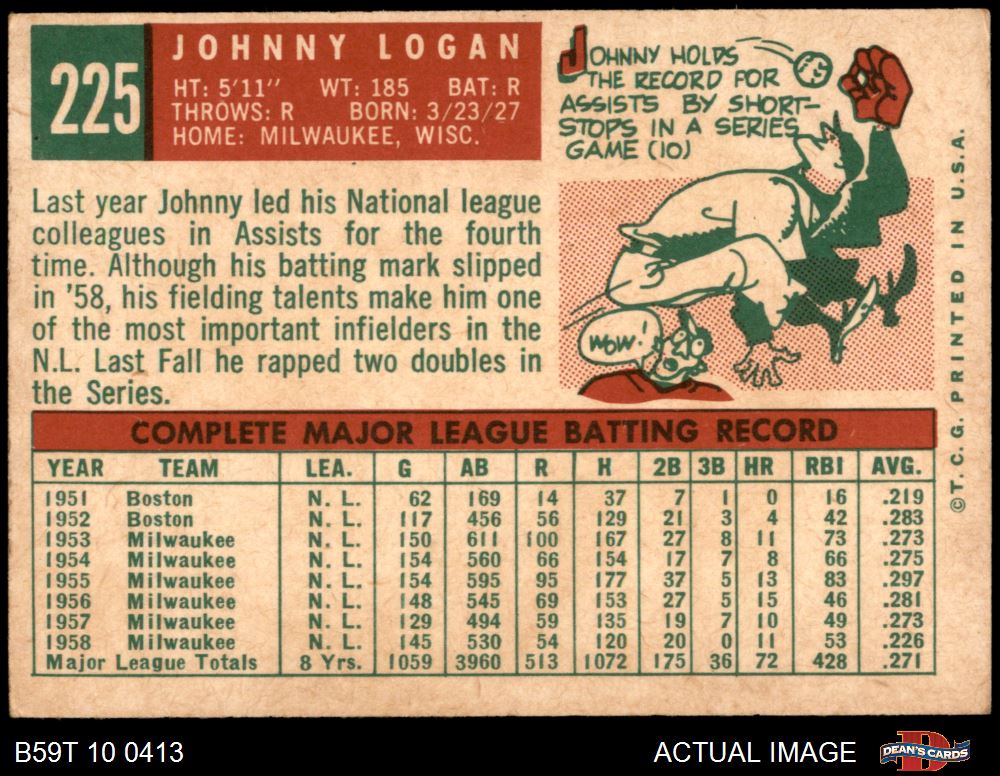 225
JOHNNY LOGAN
HT: 5'11" WT: 185 BAT: R
THROWS: R BORN: 3/23/27
HOME: MILWAUKEE, WISC.
JOHNNY HOLDS
THE RECORD FOR
ASSISTS BY SHORT-
STOPS IN A SERIES
GAME (10)
Last year Johnny led his National league
colleagues in Assists for the fourth
time. Although his batting mark slipped
in '58, his fielding talents make him one
of the most important infielders in the
N.L. Last Fall he rapped two doubles in
the Series.
WOW!
COMPLETE MAJOR LEAGUE BATTING RECORD
YEAR TEAM LEA. G AB R H 2B 3B HR RBI AVG.
1951 Boston N. L. 62 169 14 37 7 1 0 16 .219
1952 Boston N. L. 117 456 56 129 21 3 4 42 .283
1953 Milwaukee N. L. 150 611 100 167 27 8 11 73 .273
1954 Milwaukee N. L. 154 560 66 154 17 7 8 66 .275
1955 Milwaukee N. L. 154 595 95 177 37 5 13 83 .297
1956 Milwaukee N. L. 148 545 69 153 27 5 15 46 .281
1957 Milwaukee N. L. 129 494 59 135 19 7 10 49 .273
1958 Milwaukee N. L. 145 530 54 120 20 0 11 53 .226
Major League Totals 8 Yrs. 1059 3960 513 1072 175 36 72 428 .271
©T. C. G. PRINTED IN U.S.A.
B59T 10 0413
ACTUAL IMAGE
D
DEAN'S CARDS